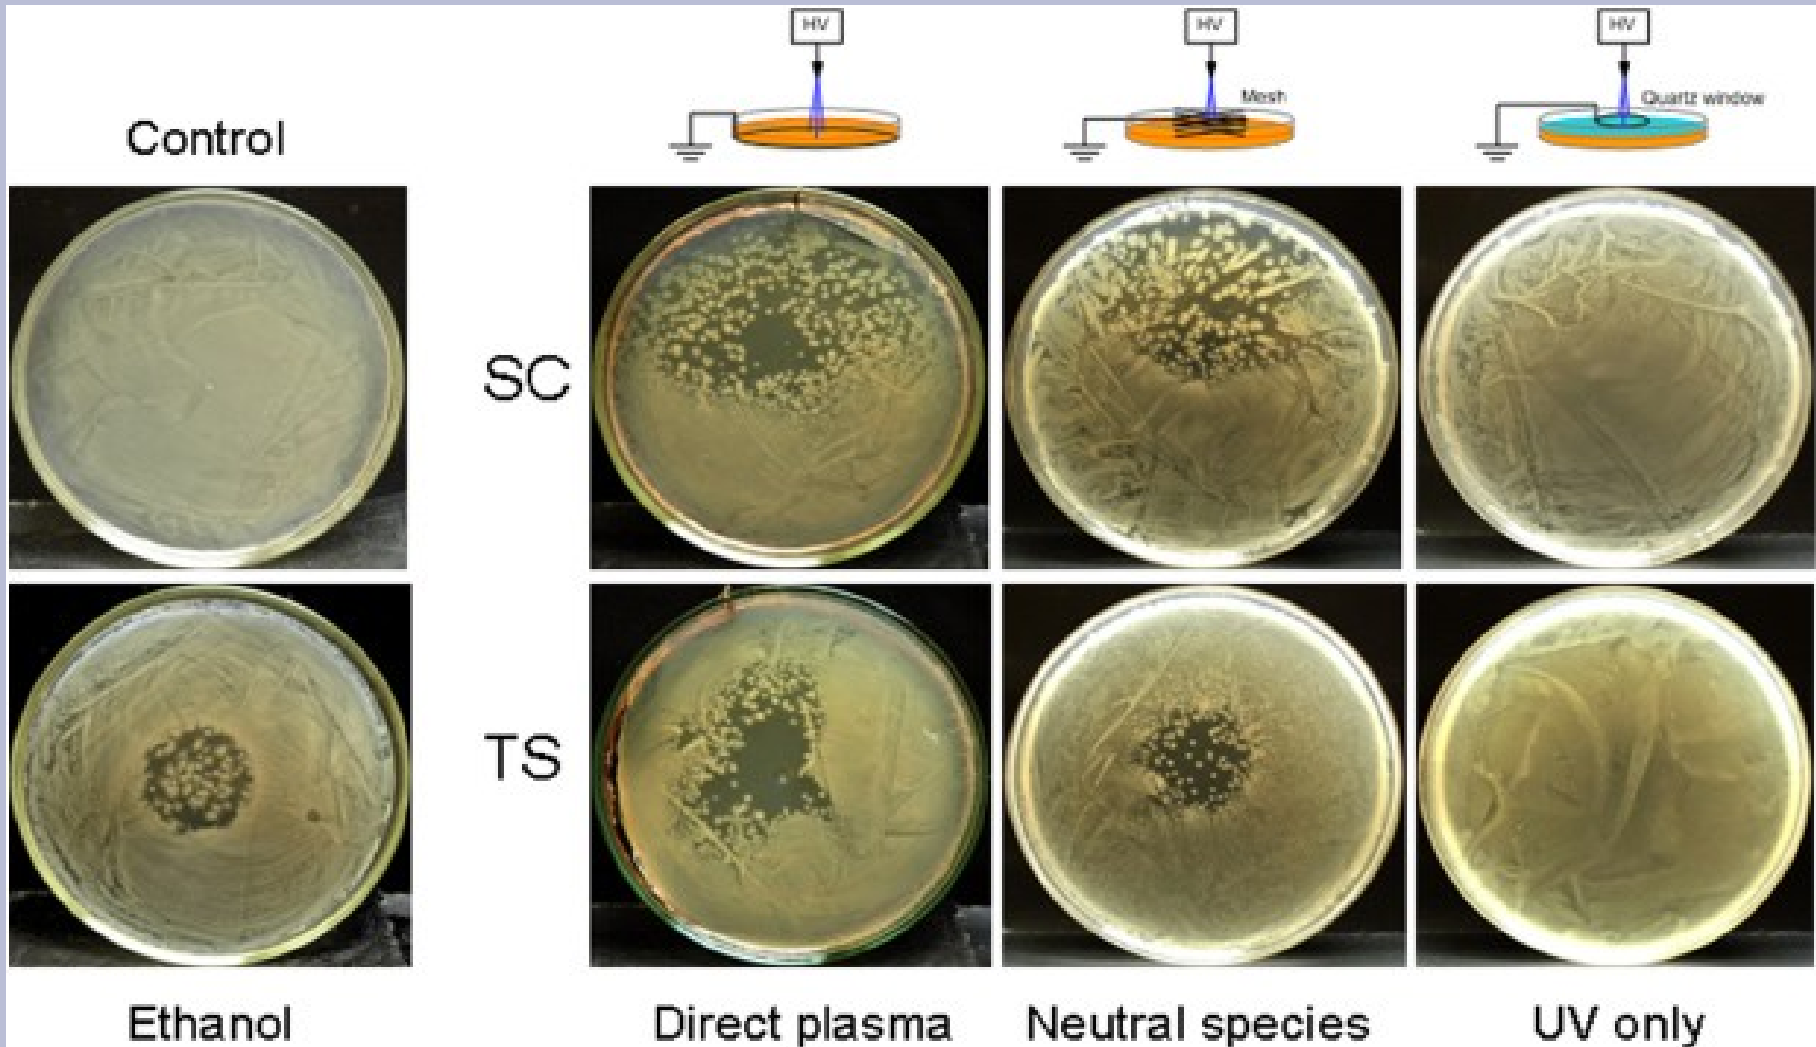 HV
HV
HV
Mesh
Quartz window
Control
SC
TS
Ethanol
Direct plasma
Neutral species
UV only